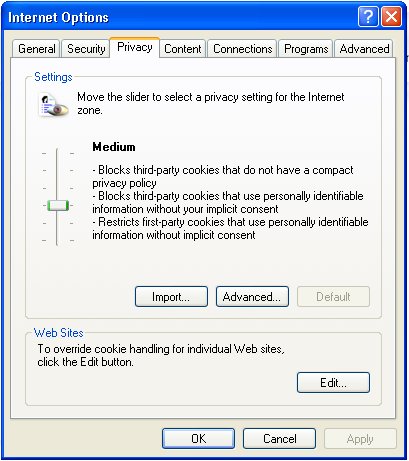 Internet Options
General Security Privacy Content Connections Programs Advanced
Settings
Move the slider to select a privacy setting for the Internet
zone.
Medium
- Blocks third-party cookies that do not have a compact
privacy policy
- Blocks third-party cookies that use personally identifiable
information without your implicit consent
- Restricts first-party cookies that use personally identifiable
information without implicit consent
Import... Advanced... Default
Web Sites
To override cookie handling for individual Web sites,
click the Edit button.
Edit...
OK Cancel Apply